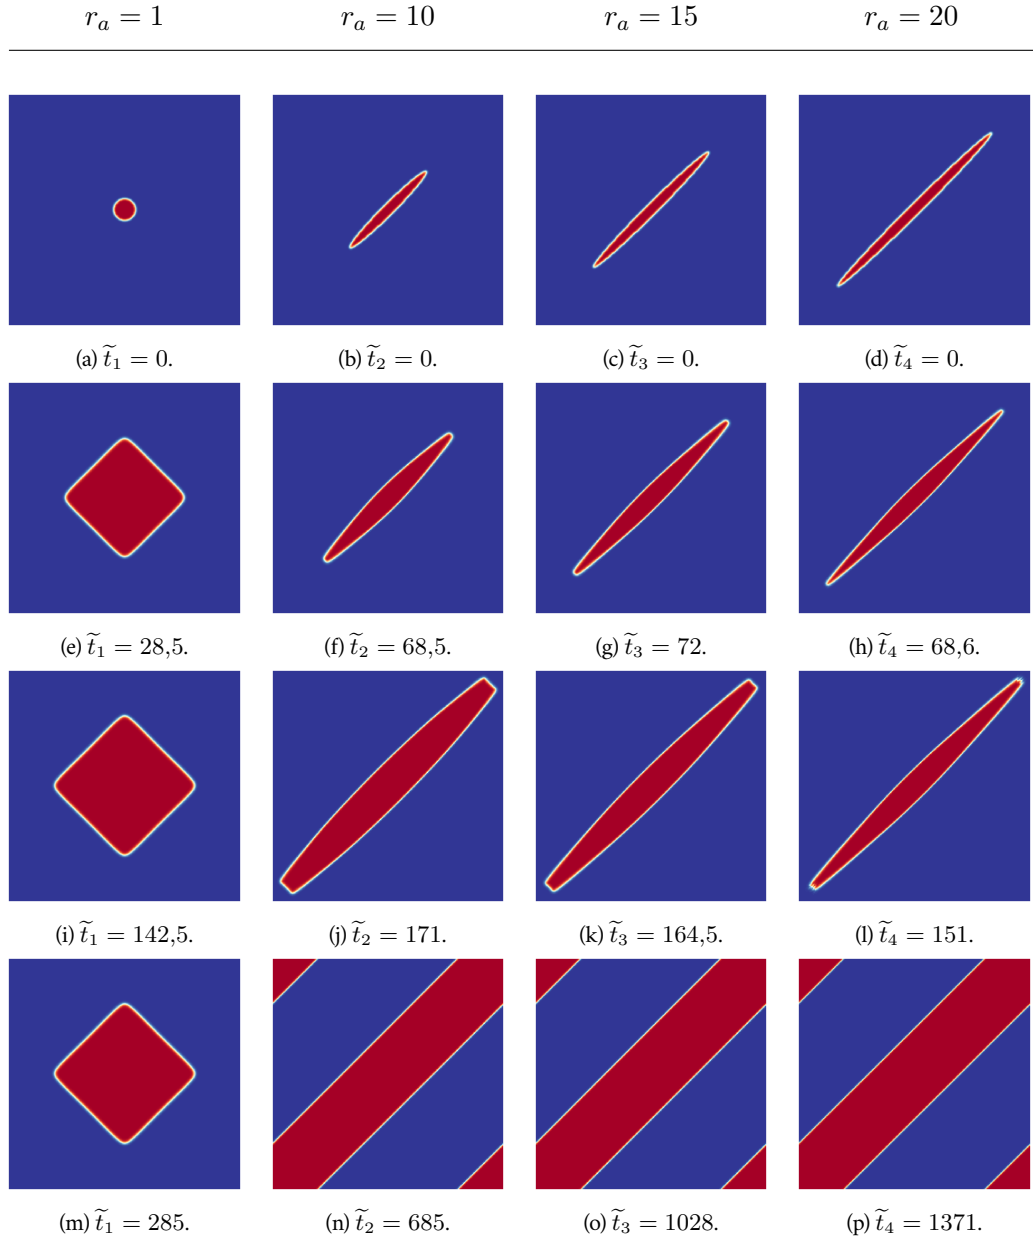 r_a = 1 r_a = 10 r_a = 15 r_a = 20
(a) t̃_1 = 0. (b) t̃_2 = 0. (c) t̃_3 = 0. (d) t̃_4 = 0.
(e) t̃_1 = 28,5. (f) t̃_2 = 68,5. (g) t̃_3 = 72. (h) t̃_4 = 68,6.
(i) t̃_1 = 142,5. (j) t̃_2 = 171. (k) t̃_3 = 164,5. (l) t̃_4 = 151.
(m) t̃_1 = 285. (n) t̃_2 = 685. (o) t̃_3 = 1028. (p) t̃_4 = 1371.